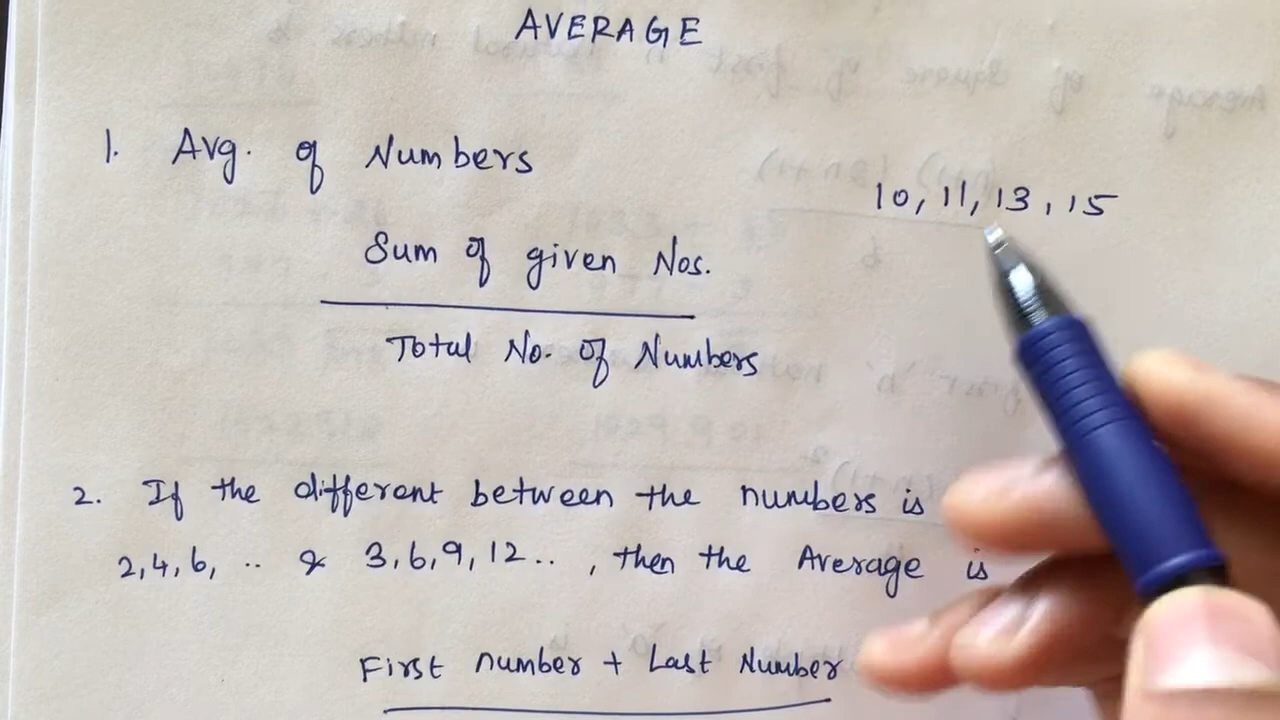 AVERAGE
1. Avg. of Numbers
10, 11, 13, 15
Sum of given Nos.
Total No. of Numbers
2. If the different between the numbers is
2,4,6, .. & 3,6,9,12.. , then the Average is
First number + Last Number